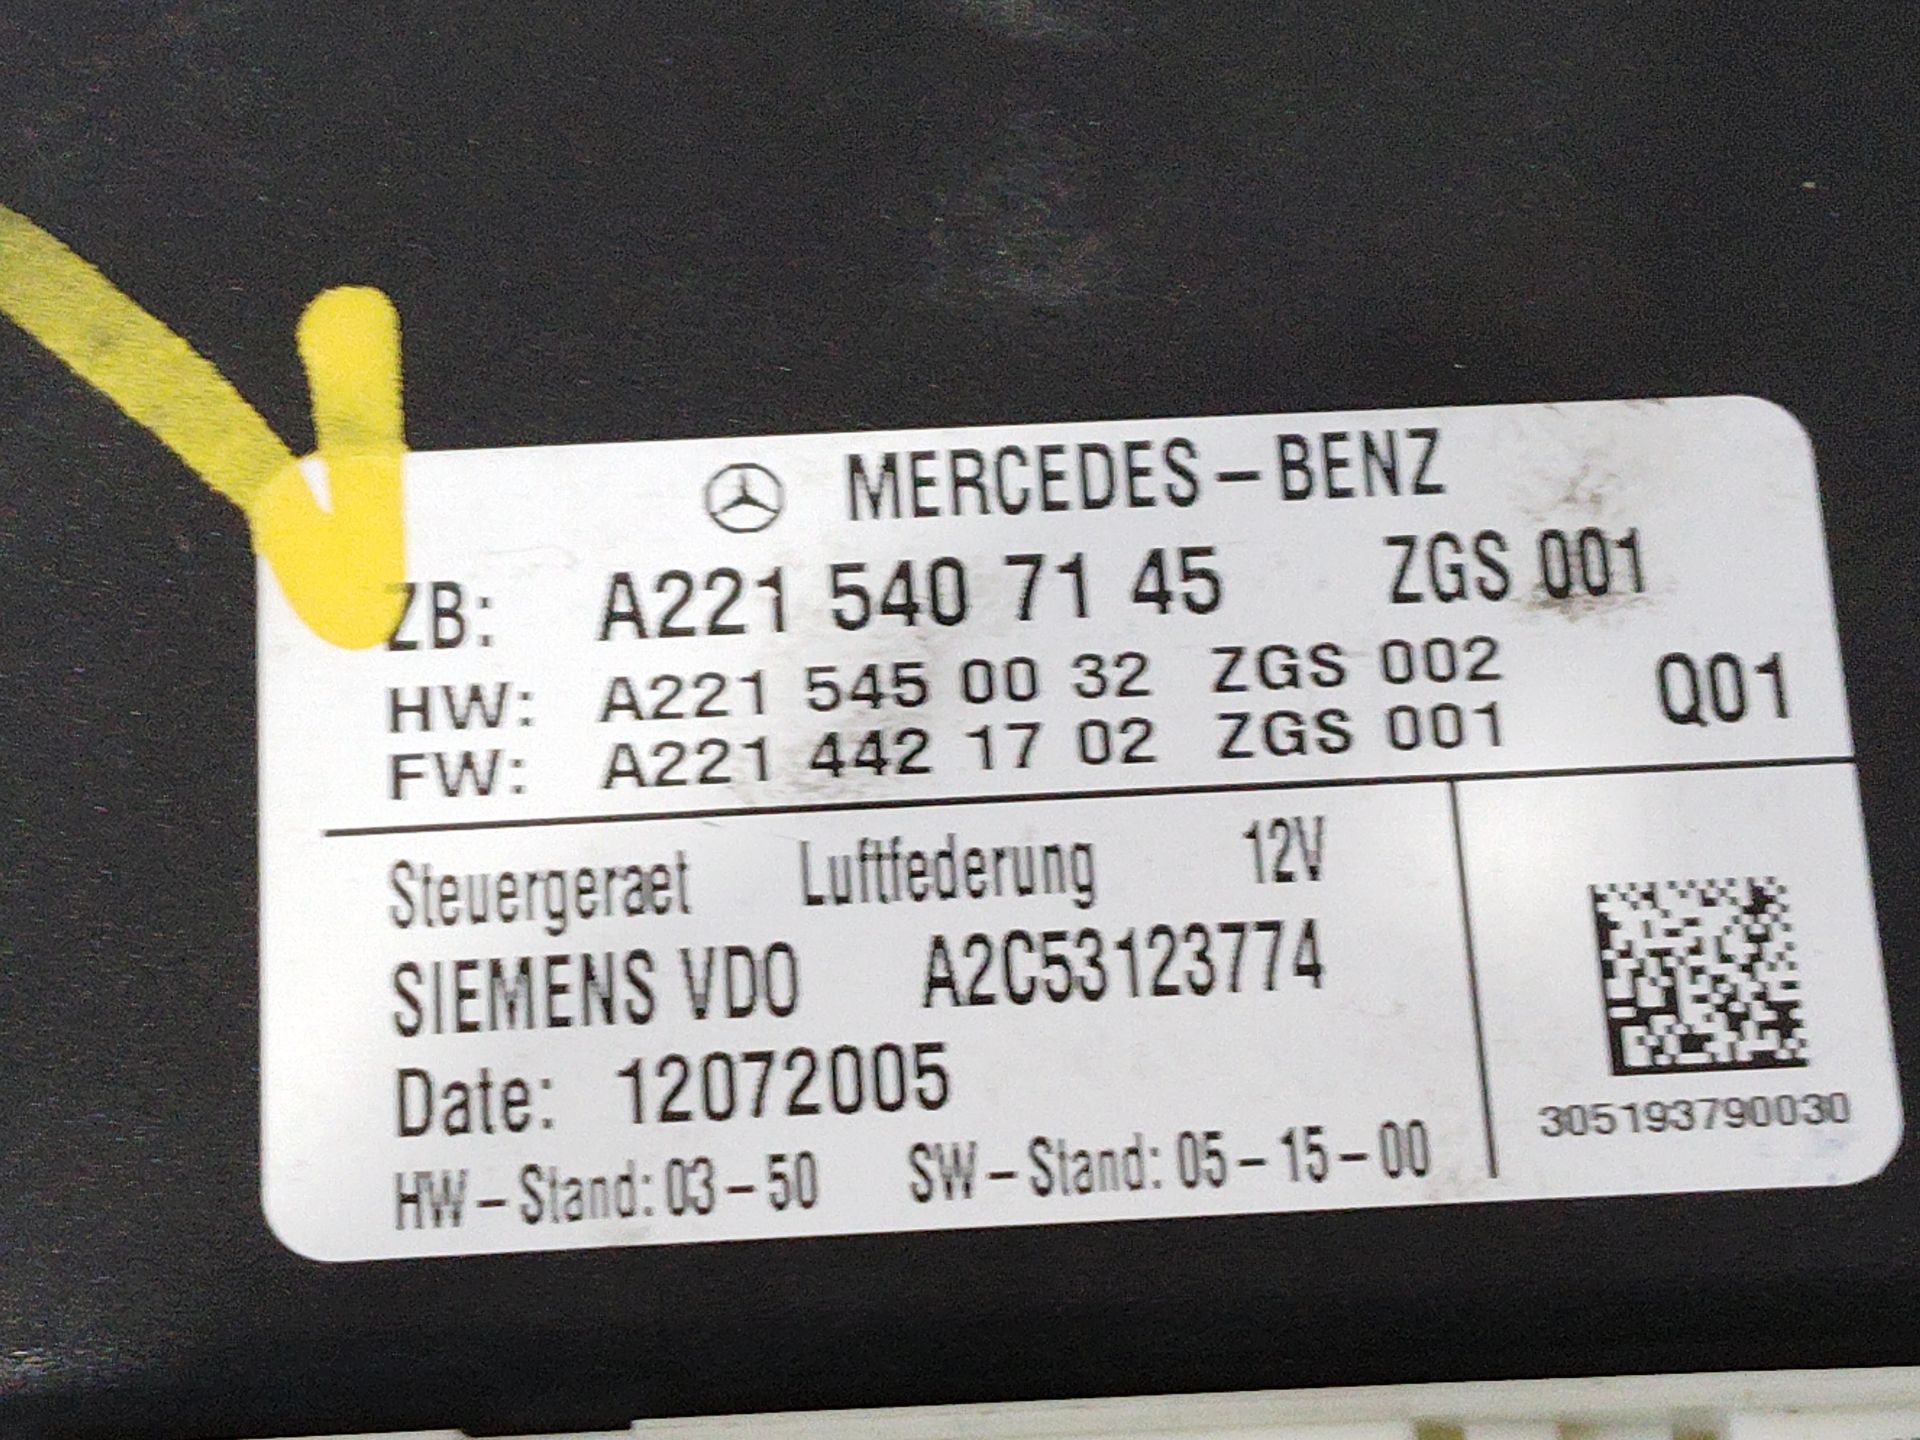 MERCEDES-BENZ
ZB: A221 540 71 45 ZGS 001
HW: A221 545 00 32 ZGS 002
FW: A221 442 17 02 ZGS 001
Q01
Steuergeraet Luftfederung 12V
SIEMENS VDO A2C53123774
Date: 12072005
HW-Stand: 03-50 SW-Stand: 05-15-00
305193790030